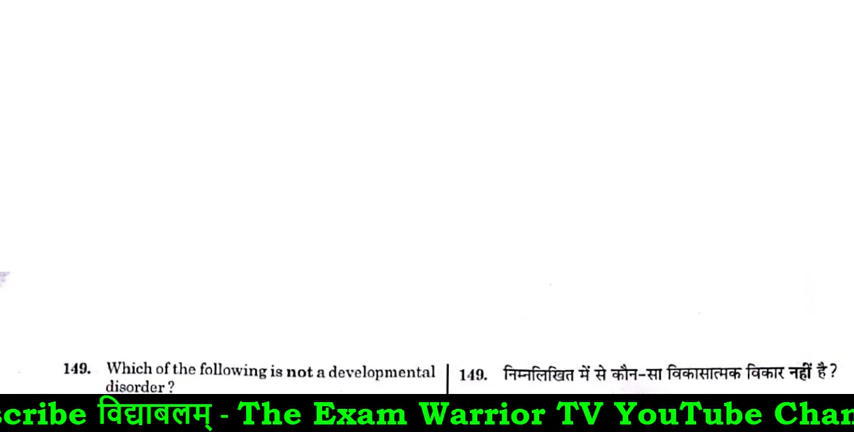 149. Which of the following is not a developmental
disorder ?
149. निम्नलिखित में से कौन-सा विकासात्मक विकार नहीं है ?
scribe विद्याबलम् - The Exam Warrior TV YouTube Chan